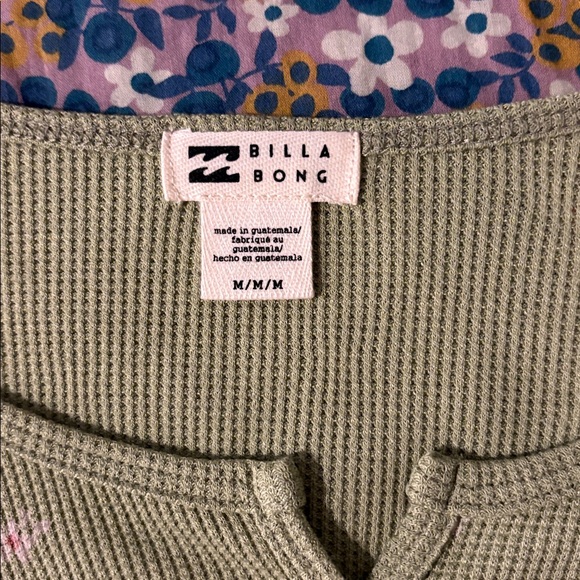 BILLA
BONG
made in guatemala/
fabriqué au
guatemala/
hecho en guatemala
M/M/M